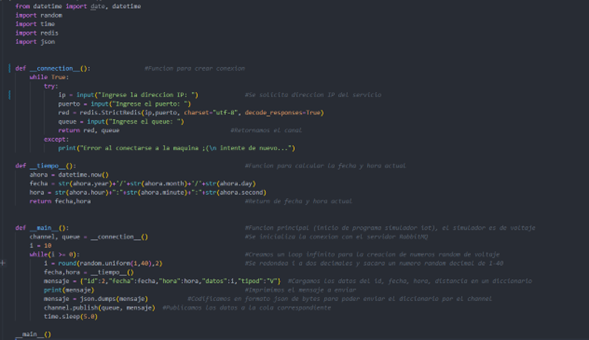 from datetime import date, datetime
import random
import time
import redis
import json
def __connection__(): #Funcion para crear conexion
while True:
try:
ip = input("ingrese la direccion IP: ") #Se solicita direccion IP del servicio
puerto = input("Ingrese el puerto: ")
red = redis.StrictRedis(ip,puerto, charset="utf-8", decode_responses=True)
queue = input("Ingrese el queue: ")
return red, queue #Retornamos el canal
except:
print("Error al conectarse a la maquina ;(\n intente de nuevo...")
def __tiempo__(): #Funcion para calcular la fecha y hora actual
ahora = datetime.now()
fecha = str(ahora.year)+"/"+str(ahora.month)+"/"+str(ahora.day)
hora = str(ahora.hour)+":"+str(ahora.minute)+":"+str(ahora.second)
return fecha,hora #Return de fecha y hora actual
def __main__(): #Funcion principal (inicio de programa simulador iot), el simulador es de voltaje
channel, queue = __connection__() #Se inicializa la conexion con el servidor RabbitMQ
i = 10
while(i >= 0): #Creamos un loop infinito para la creacion de numeros random de voltaje
i = round(random.uniform(1,40),2) #Se redondea i a dos decimales y sacara un numero random decimal de 1-40
fecha,hora = __tiempo__()
mensaje = {"id":2,"fecha":fecha,"hora":hora,"datos":i,"tipod":"V"} #Cargamos los datos del id, fecha, hora, distancia en un diccionario
print(mensaje) #Imprimimos el mensaje a enviar
mensaje = json.dumps(mensaje) #Codificamos en formato json de bytes para poder enviar el diccionario por el channel
channel.publish(queue, mensaje) #Publicamos los datos a la cola correspondiente
time.sleep(5.0)
__main__()